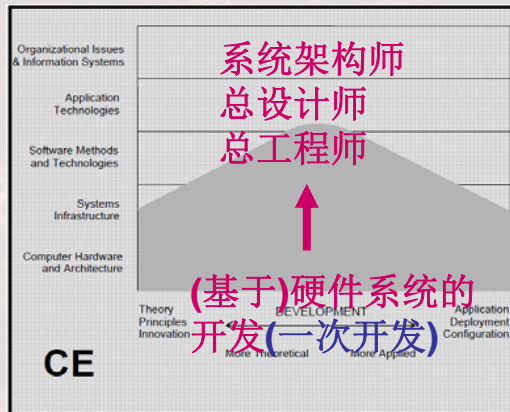 Organizational Issues
& Information Systems
系统架构师
Application
Technologies
总设计师
Software Methods
and Technologies
总工程师
Systems
Infrastructure
Computer Hardware
and Architecture
(基于)硬件系统的
开发(一次开发)
Theory
Principles
Innovation
DEVELOPMENT
Application
Deployment
Configuration
More Theoretical
More Applied
CE